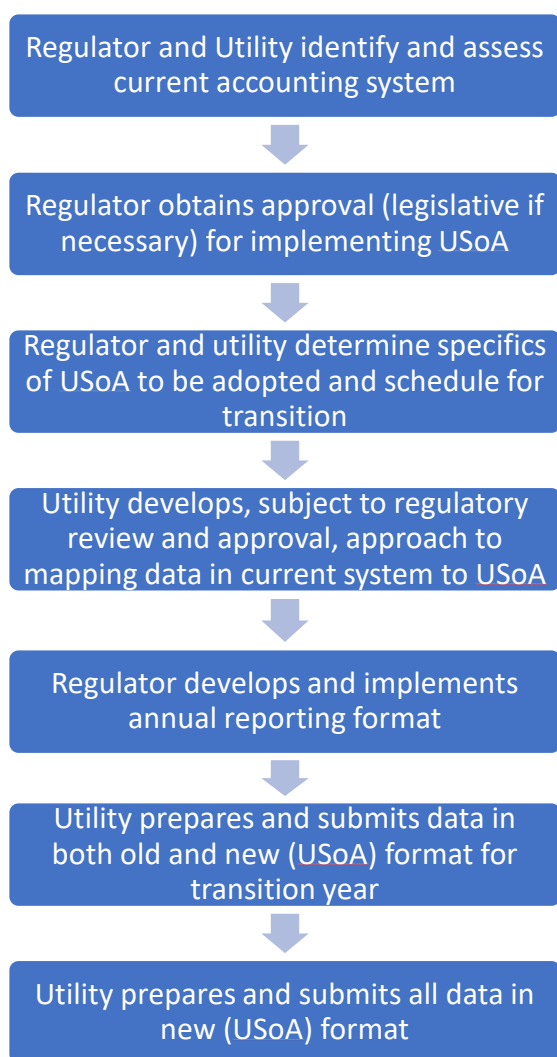 Regulator and Utility identify and assess
current accounting system
Regulator obtains approval (legislative if
necessary) for implementing USoA
Regulator and utility determine specifics
of USoA to be adopted and schedule for
transition
Utility develops, subject to regulatory
review and approval, approach to
mapping data in current system to USoA
Regulator develops and implements
annual reporting format
Utility prepares and submits data in
both old and new (USoA) format for
transition year
Utility prepares and submits all data in
new (USoA) format